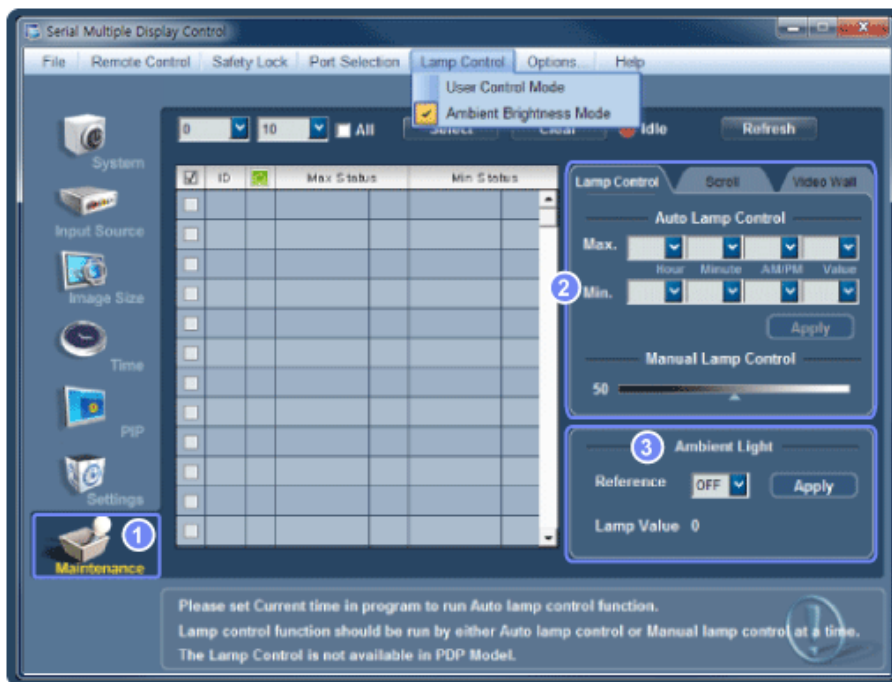 Serial Multiple Display Control
File Remote Control Safety Lock Port Selection Lamp Control Options... Help
User Control Mode
Ambient Brightness Mode
0 10 All Select Clear Idle Refresh
System
Input Source
Image Size
Time
PIP
Settings
1
Maintenance
ID Max Status Min Status
Lamp Control Scroll Video Wall
Auto Lamp Control
Max.
Hour Minute AM/PM Value
2
Min.
Apply
Manual Lamp Control
50
3 Ambient Light
Reference OFF Apply
Lamp Value 0
Please set Current time in program to run Auto lamp control function.
Lamp control function should be run by either Auto lamp control or Manual lamp control at a time.
The Lamp Control is not available in PDP Model.